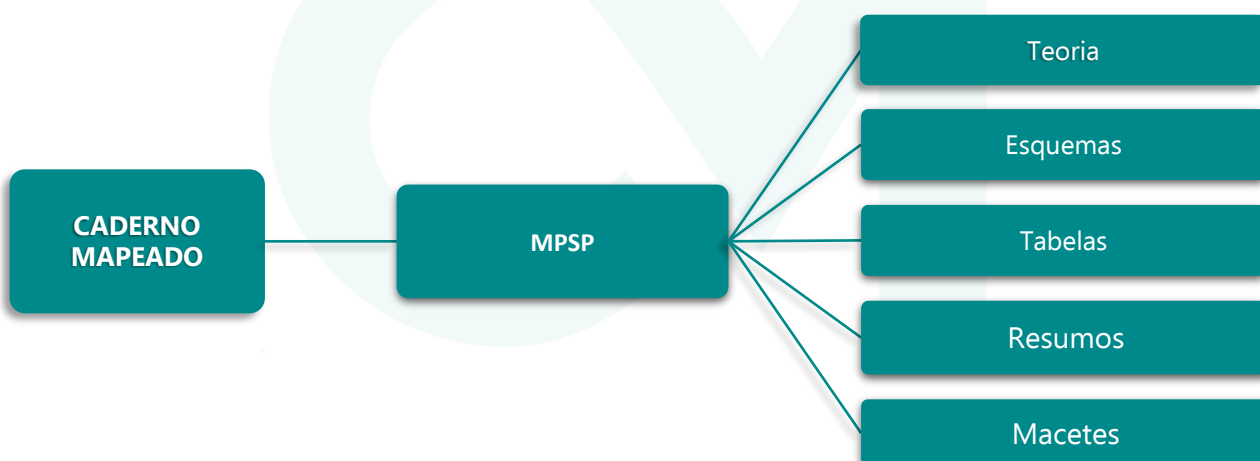 CADERNO
MAPEADO
MPSP
Teoria
Esquemas
Tabelas
Resumos
Macetes